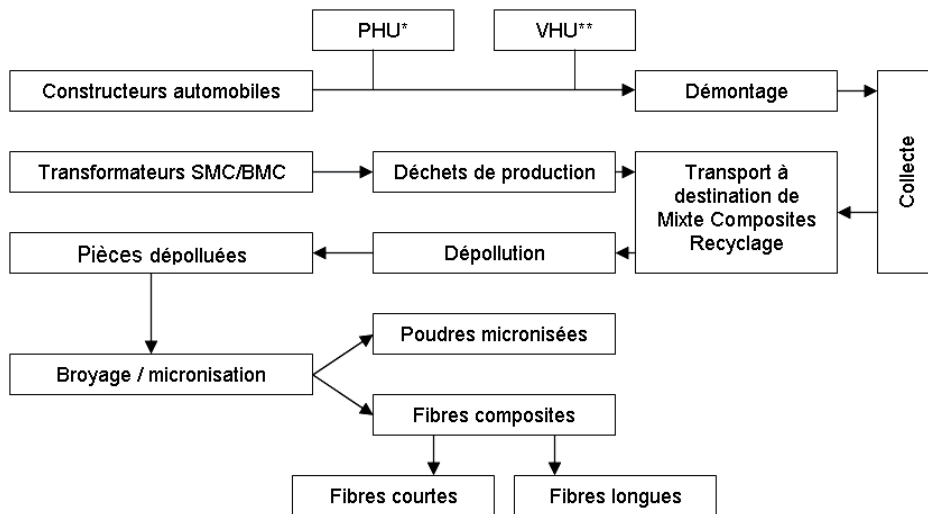 PHU*
VHU**
Constructeurs automobiles
Démontage
Collecte
Transformateurs SMC/BMC
Déchets de production
Transport à
destination de
Mixte Composites
Recyclage
Pièces dépolluées
Dépollution
Poudres micronisées
Broyage / micronisation
Fibres composites
Fibres courtes
Fibres longues